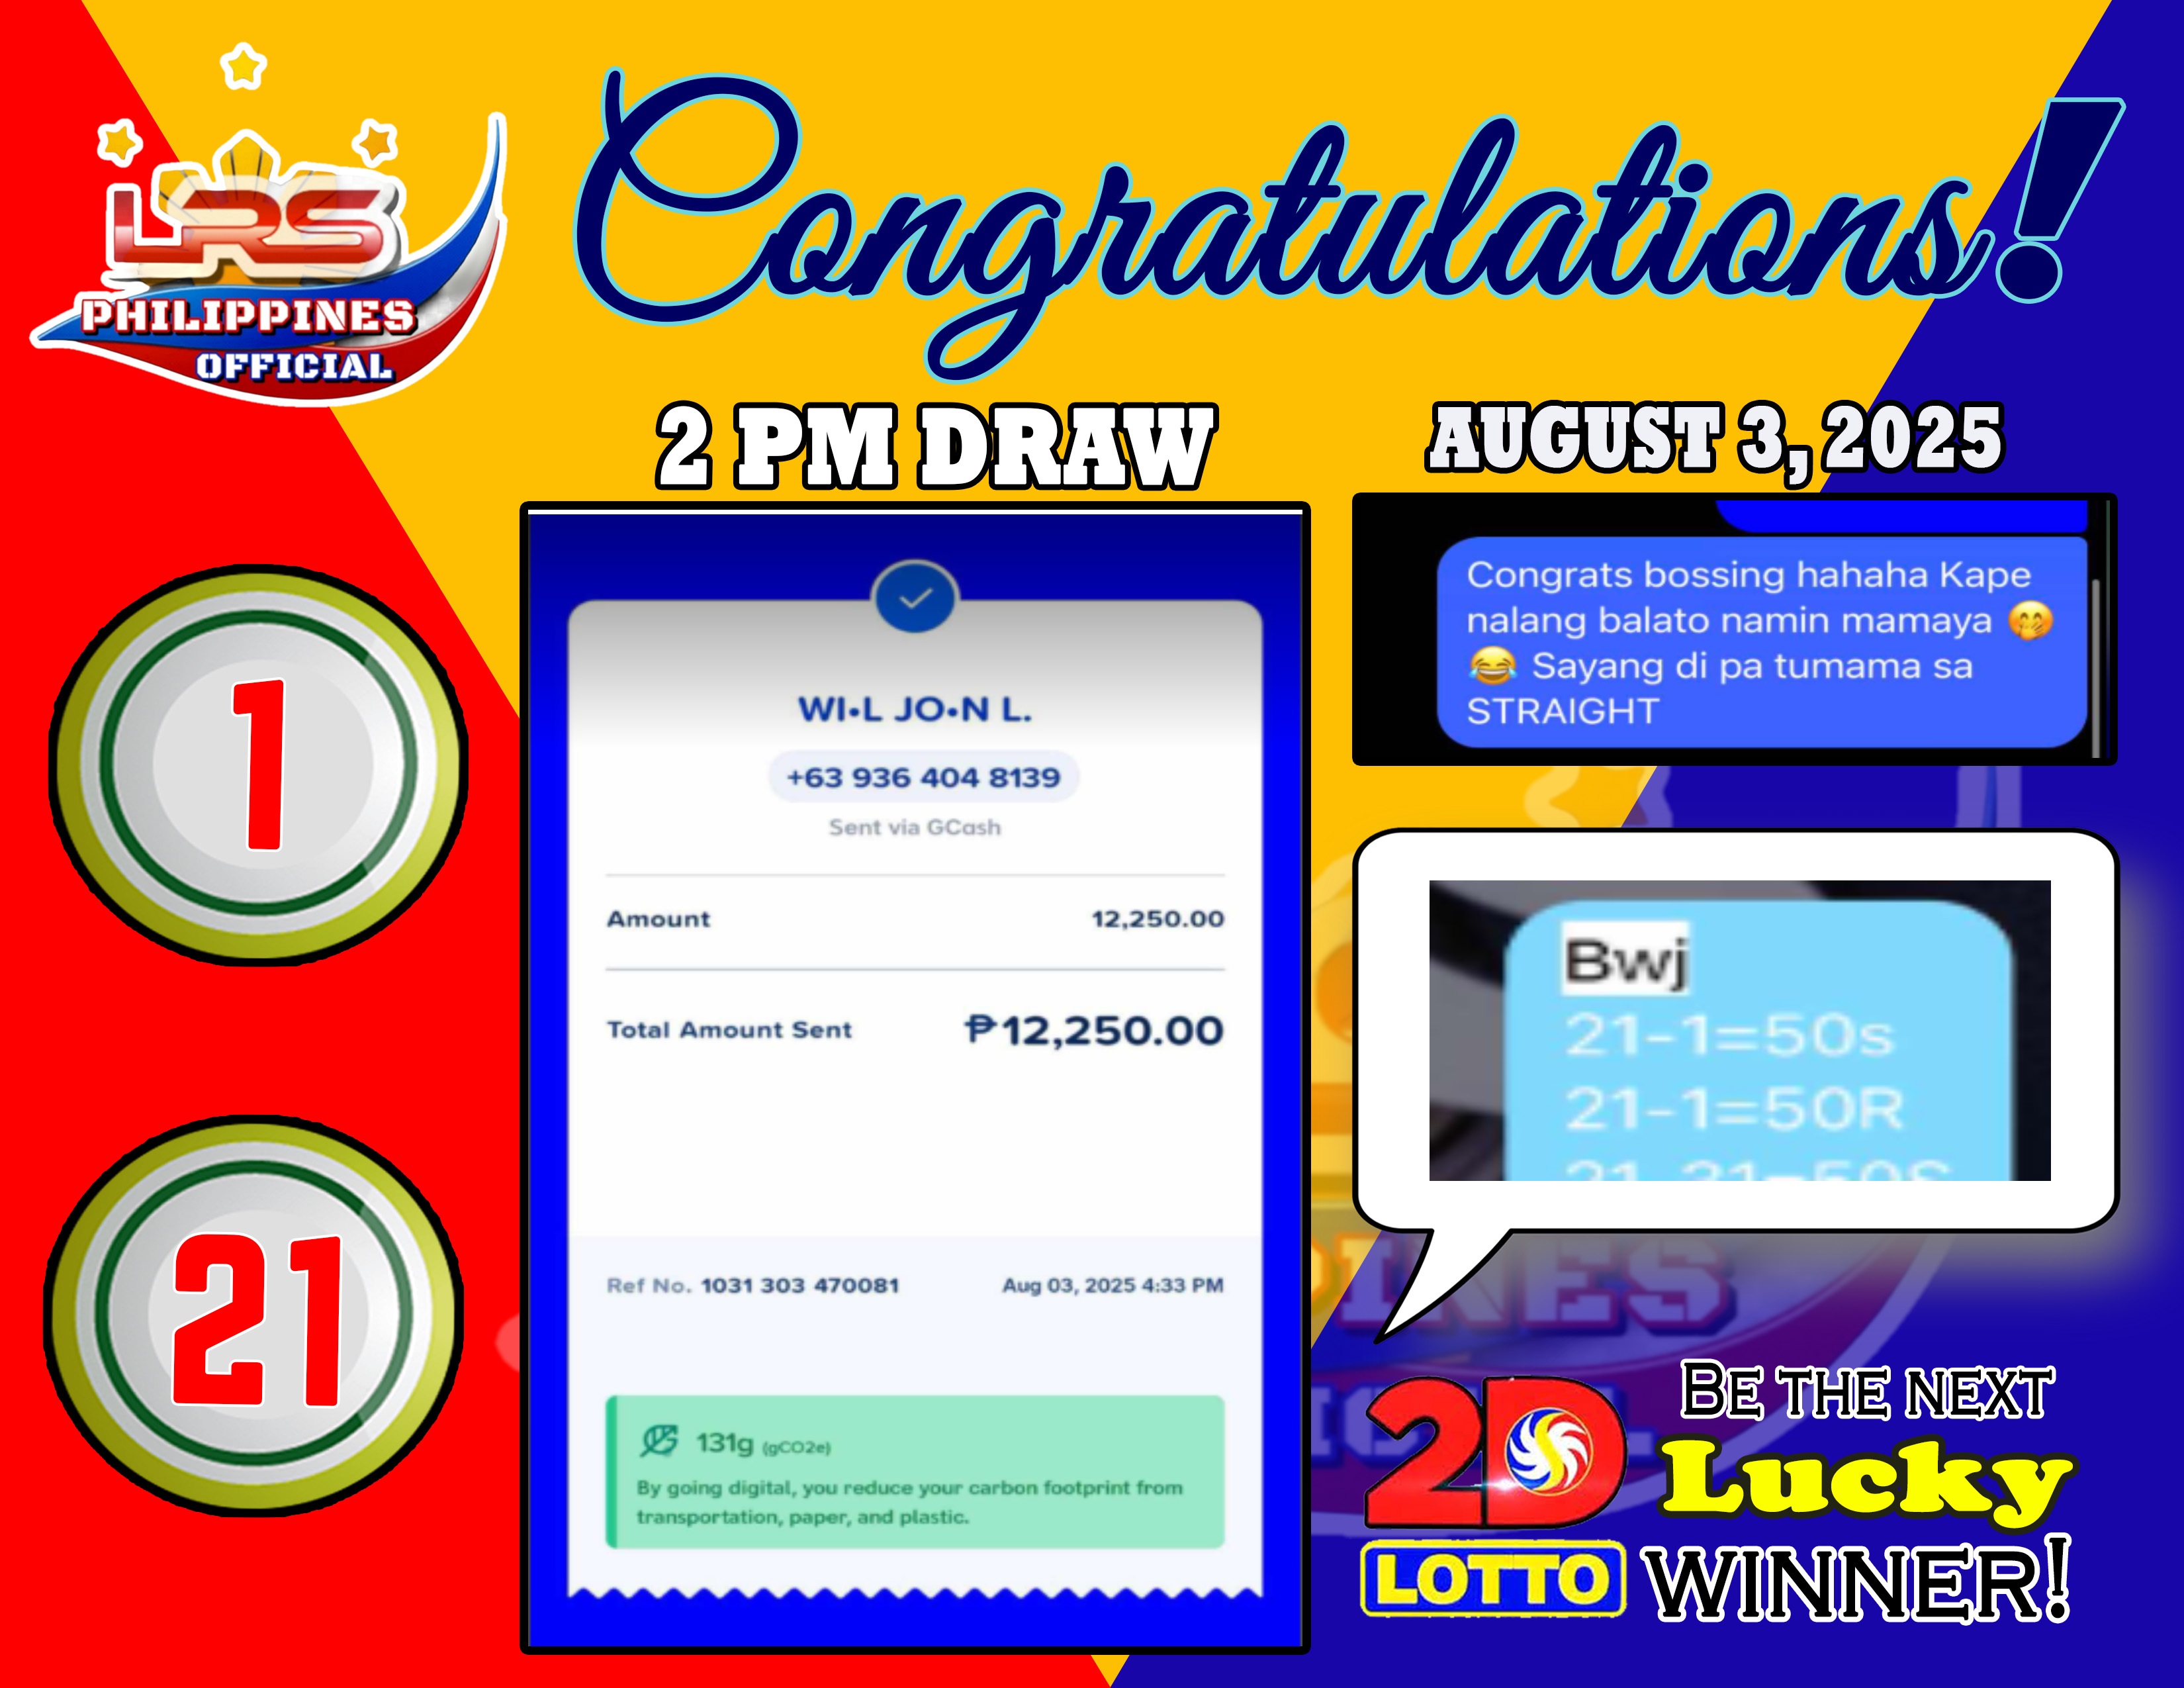 LRS
PHILIPPINES
OFFICIAL
Congratulations!
2 PM DRAW
AUGUST 3, 2025
1
21
WI•L JO•N L.
+63 936 404 8139
Sent via GCash
Amount 12,250.00
Total Amount Sent ₱12,250.00
Ref No. 1031 303 470081 Aug 03, 2025 4:33 PM
131g (gCO2e)
By going digital, you reduce your carbon footprint from
transportation, paper, and plastic.
Congrats bossing hahaha Kape
nalang balato namin mamaya 🤭
😂 Sayang di pa tumama sa
STRAIGHT
Bwj
21-1=50s
21-1=50R
2D
LOTTO
BE THE NEXT
Lucky
WINNER!